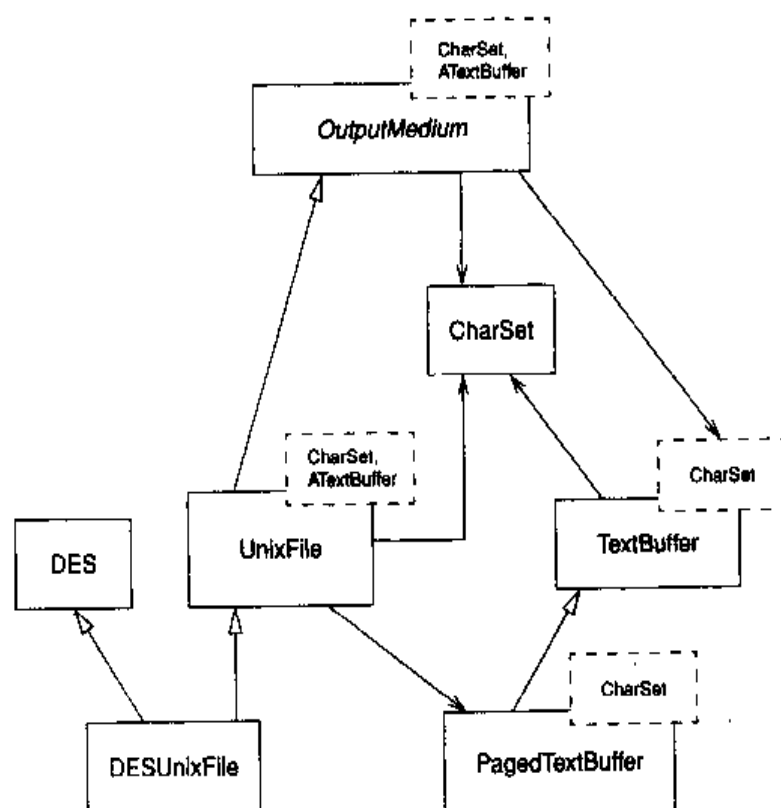 CharSet,
ATextBuffer
OutputMedium
CharSet
CharSet,
ATextBuffer
CharSet
UnixFile
TextBuffer
DES
CharSet
DESUnixFile
PagedTextBuffer